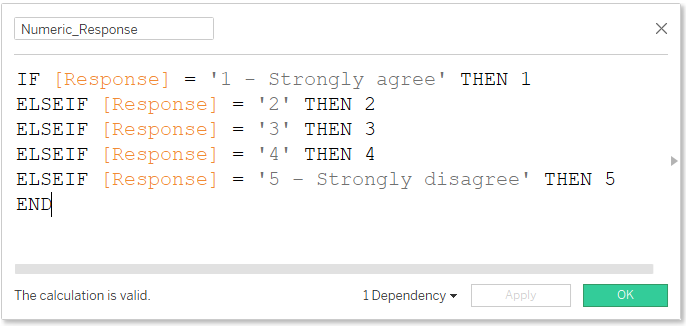 Numeric_Response
IF [Response] = '1 - Strongly agree' THEN 1
ELSEIF [Response] = '2' THEN 2
ELSEIF [Response] = '3' THEN 3
ELSEIF [Response] = '4' THEN 4
ELSEIF [Response] = '5 - Strongly disagree' THEN 5
END
The calculation is valid.
1 Dependency
Apply
OK